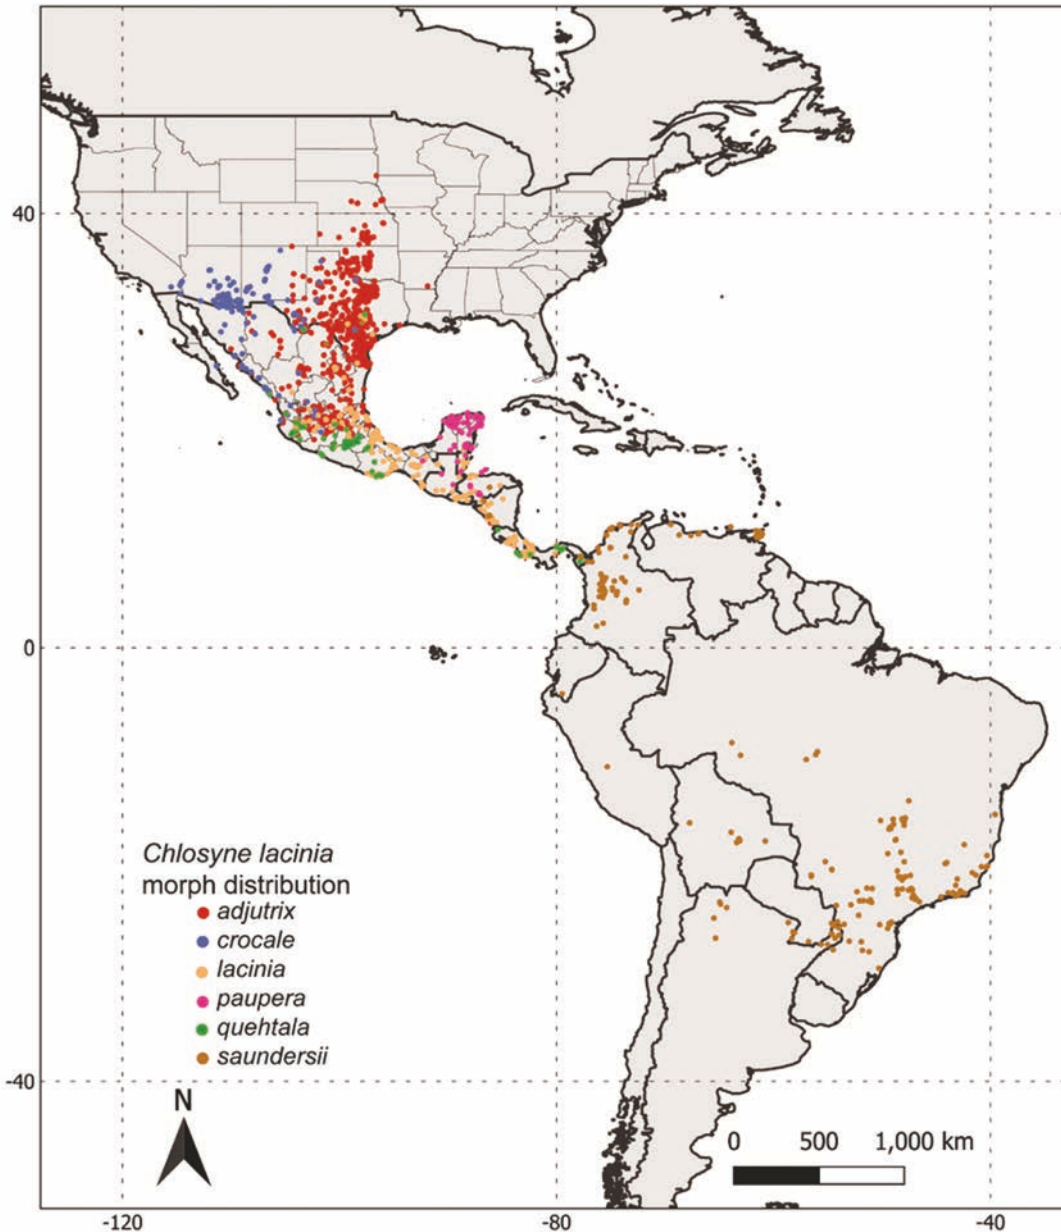 40
0
Chlosyne lacinia
morph distribution
adjutrix
crocale
lacinia
paupera
quehtala
saundersii
-40
N
0 500 1,000 km
-120 -80 -40